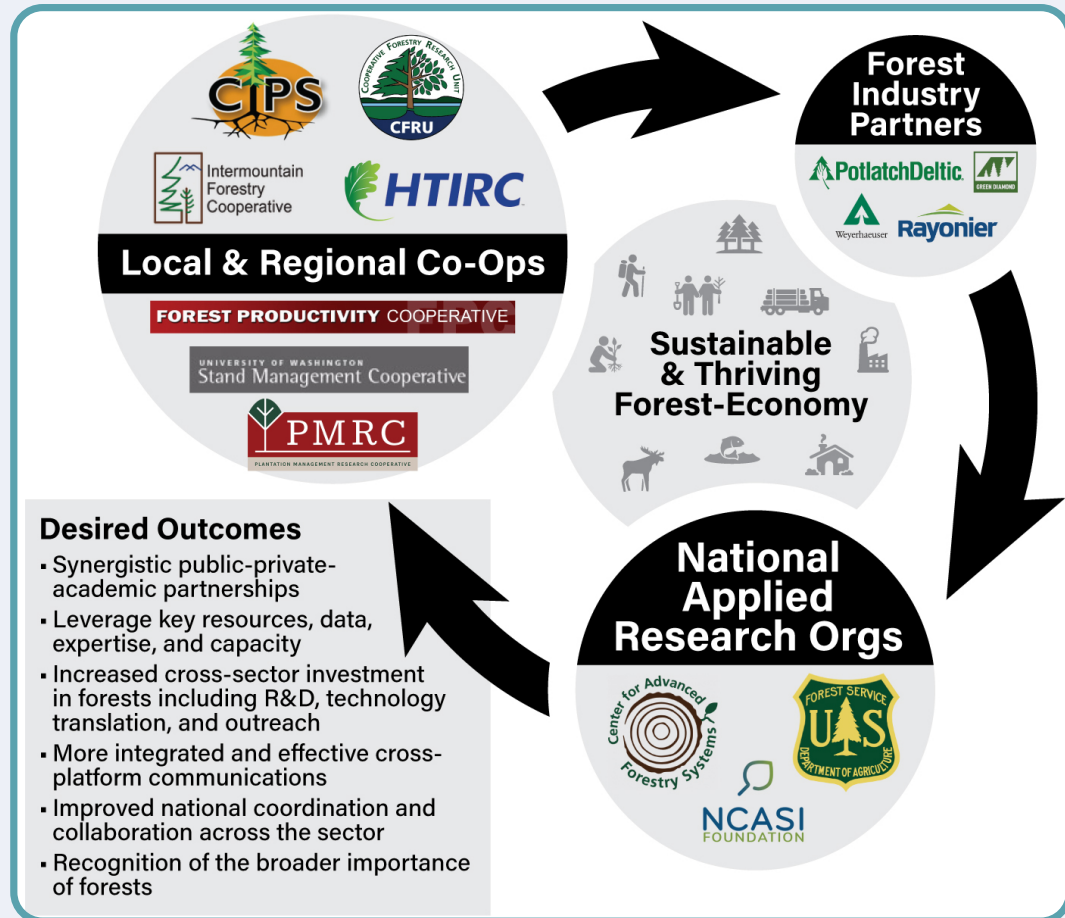 CIPS
COOPERATIVE FORESTRY RESEARCH UNIT
CFRU
Intermountain
Forestry
Cooperative
HTIRC
Local & Regional Co-Ops
FPC
FOREST PRODUCTIVITY COOPERATIVE
UNIVERSITY OF WASHINGTON
Stand Management Cooperative
PMRC
PLANTATION MANAGEMENT RESEARCH COOPERATIVE
Forest
Industry
Partners
PotlatchDeltic
GREEN DIAMOND
Weyerhaeuser
Rayonier
Sustainable
& Thriving
Forest-Economy
National
Applied
Research Orgs
Center for Advanced
Forestry Systems
FOREST SERVICE
US
DEPARTMENT OF AGRICULTURE
NCASI
FOUNDATION
Desired Outcomes
▪ Synergistic public-private-
academic partnerships
▪ Leverage key resources, data,
expertise, and capacity
▪ Increased cross-sector investment
in forests including R&D, technology
translation, and outreach
▪ More integrated and effective cross-
platform communications
▪ Improved national coordination and
collaboration across the sector
▪ Recognition of the broader importance
of forests